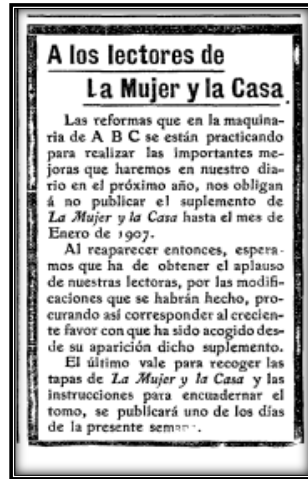 A los lectores de
La Mujer y la Casa.
Las reformas que en la maquina-
ria de A B C se están practicando
para realizar las importantes me-
joras que haremos en nuestro dia-
rio en el próximo año, nos obligan
á no publicar el suplemento de
La Mujer y la Casa hasta el mes de
Enero de 1907.
Al reaparecer entonces, espera-
mos que ha de obtener el aplauso
de nuestras lectoras, por las modifi-
caciones que se habrán hecho, pro-
curando así corresponder al crecien-
te favor con que ha sido acogido des-
de su aparición dicho suplemento.
El último vale para recoger las
tapas de La Mujer y la Casa y las
instrucciones para encuadernar el
tomo, se publicará uno de los días
de la presente semana.